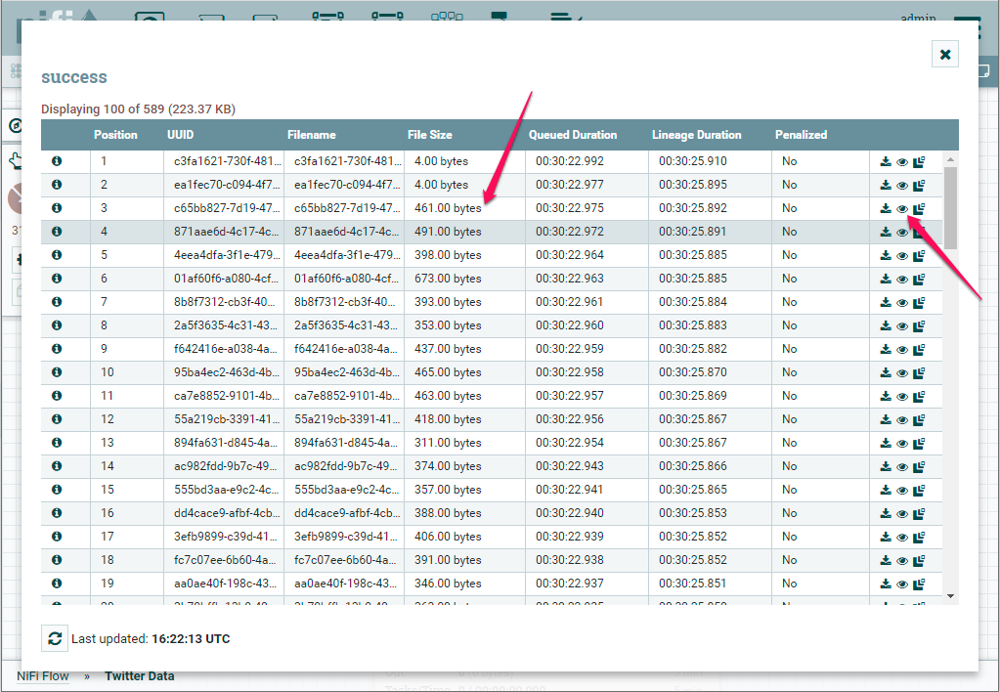 nifi
admin
success
Displaying 100 of 589 (223.37 KB)
Position UUID Filename File Size Queued Duration Lineage Duration Penalized
1 c3fa1621-730f-481... c3fa1621-730f-481... 4.00 bytes 00:30:22.992 00:30:25.910 No
2 ea1fec70-c094-4f7... ea1fec70-c094-4f7... 4.00 bytes 00:30:22.977 00:30:25.895 No
3 c65bb827-7d19-47... c65bb827-7d19-47... 461.00 bytes 00:30:22.975 00:30:25.892 No
4 871aae6d-4c17-4c... 871aae6d-4c17-4c... 491.00 bytes 00:30:22.972 00:30:25.891 No
5 4eea4dfa-3f1e-479... 4eea4dfa-3f1e-479... 398.00 bytes 00:30:22.964 00:30:25.885 No
6 01af60f6-a080-4cf... 01af60f6-a080-4cf... 673.00 bytes 00:30:22.963 00:30:25.885 No
7 8b8f7312-cb3f-40... 8b8f7312-cb3f-40... 393.00 bytes 00:30:22.961 00:30:25.884 No
8 2a5f3635-4c31-43... 2a5f3635-4c31-43... 353.00 bytes 00:30:22.960 00:30:25.883 No
9 f642416e-a038-4a... f642416e-a038-4a... 437.00 bytes 00:30:22.959 00:30:25.882 No
10 95ba4ec2-463d-4b... 95ba4ec2-463d-4b... 465.00 bytes 00:30:22.958 00:30:25.870 No
11 ca7e8852-9101-4b... ca7e8852-9101-4b... 463.00 bytes 00:30:22.957 00:30:25.869 No
12 55a219cb-3391-41... 55a219cb-3391-41... 418.00 bytes 00:30:22.956 00:30:25.867 No
13 894fa631-d845-4... 894fa631-d845-4... 311.00 bytes 00:30:22.954 00:30:25.867 No
14 ac982fdd-9b7c-49... ac982fdd-9b7c-49... 374.00 bytes 00:30:22.943 00:30:25.866 No
15 555bd3aa-e9c2-4c... 555bd3aa-e9c2-4c... 357.00 bytes 00:30:22.941 00:30:25.865 No
16 dd4cace9-afbf-4cb... dd4cace9-afbf-4cb... 388.00 bytes 00:30:22.940 00:30:25.853 No
17 3efb9899-c39d-41... 3efb9899-c39d-41... 406.00 bytes 00:30:22.939 00:30:25.852 No
18 fc7c07ee-6b60-4a... fc7c07ee-6b60-4a... 391.00 bytes 00:30:22.938 00:30:25.852 No
19 aa0ae40f-198c-43... aa0ae40f-198c-43... 346.00 bytes 00:30:22.937 00:30:25.851 No
Last updated: 16:22:13 UTC
NiFi Flow » Twitter Data